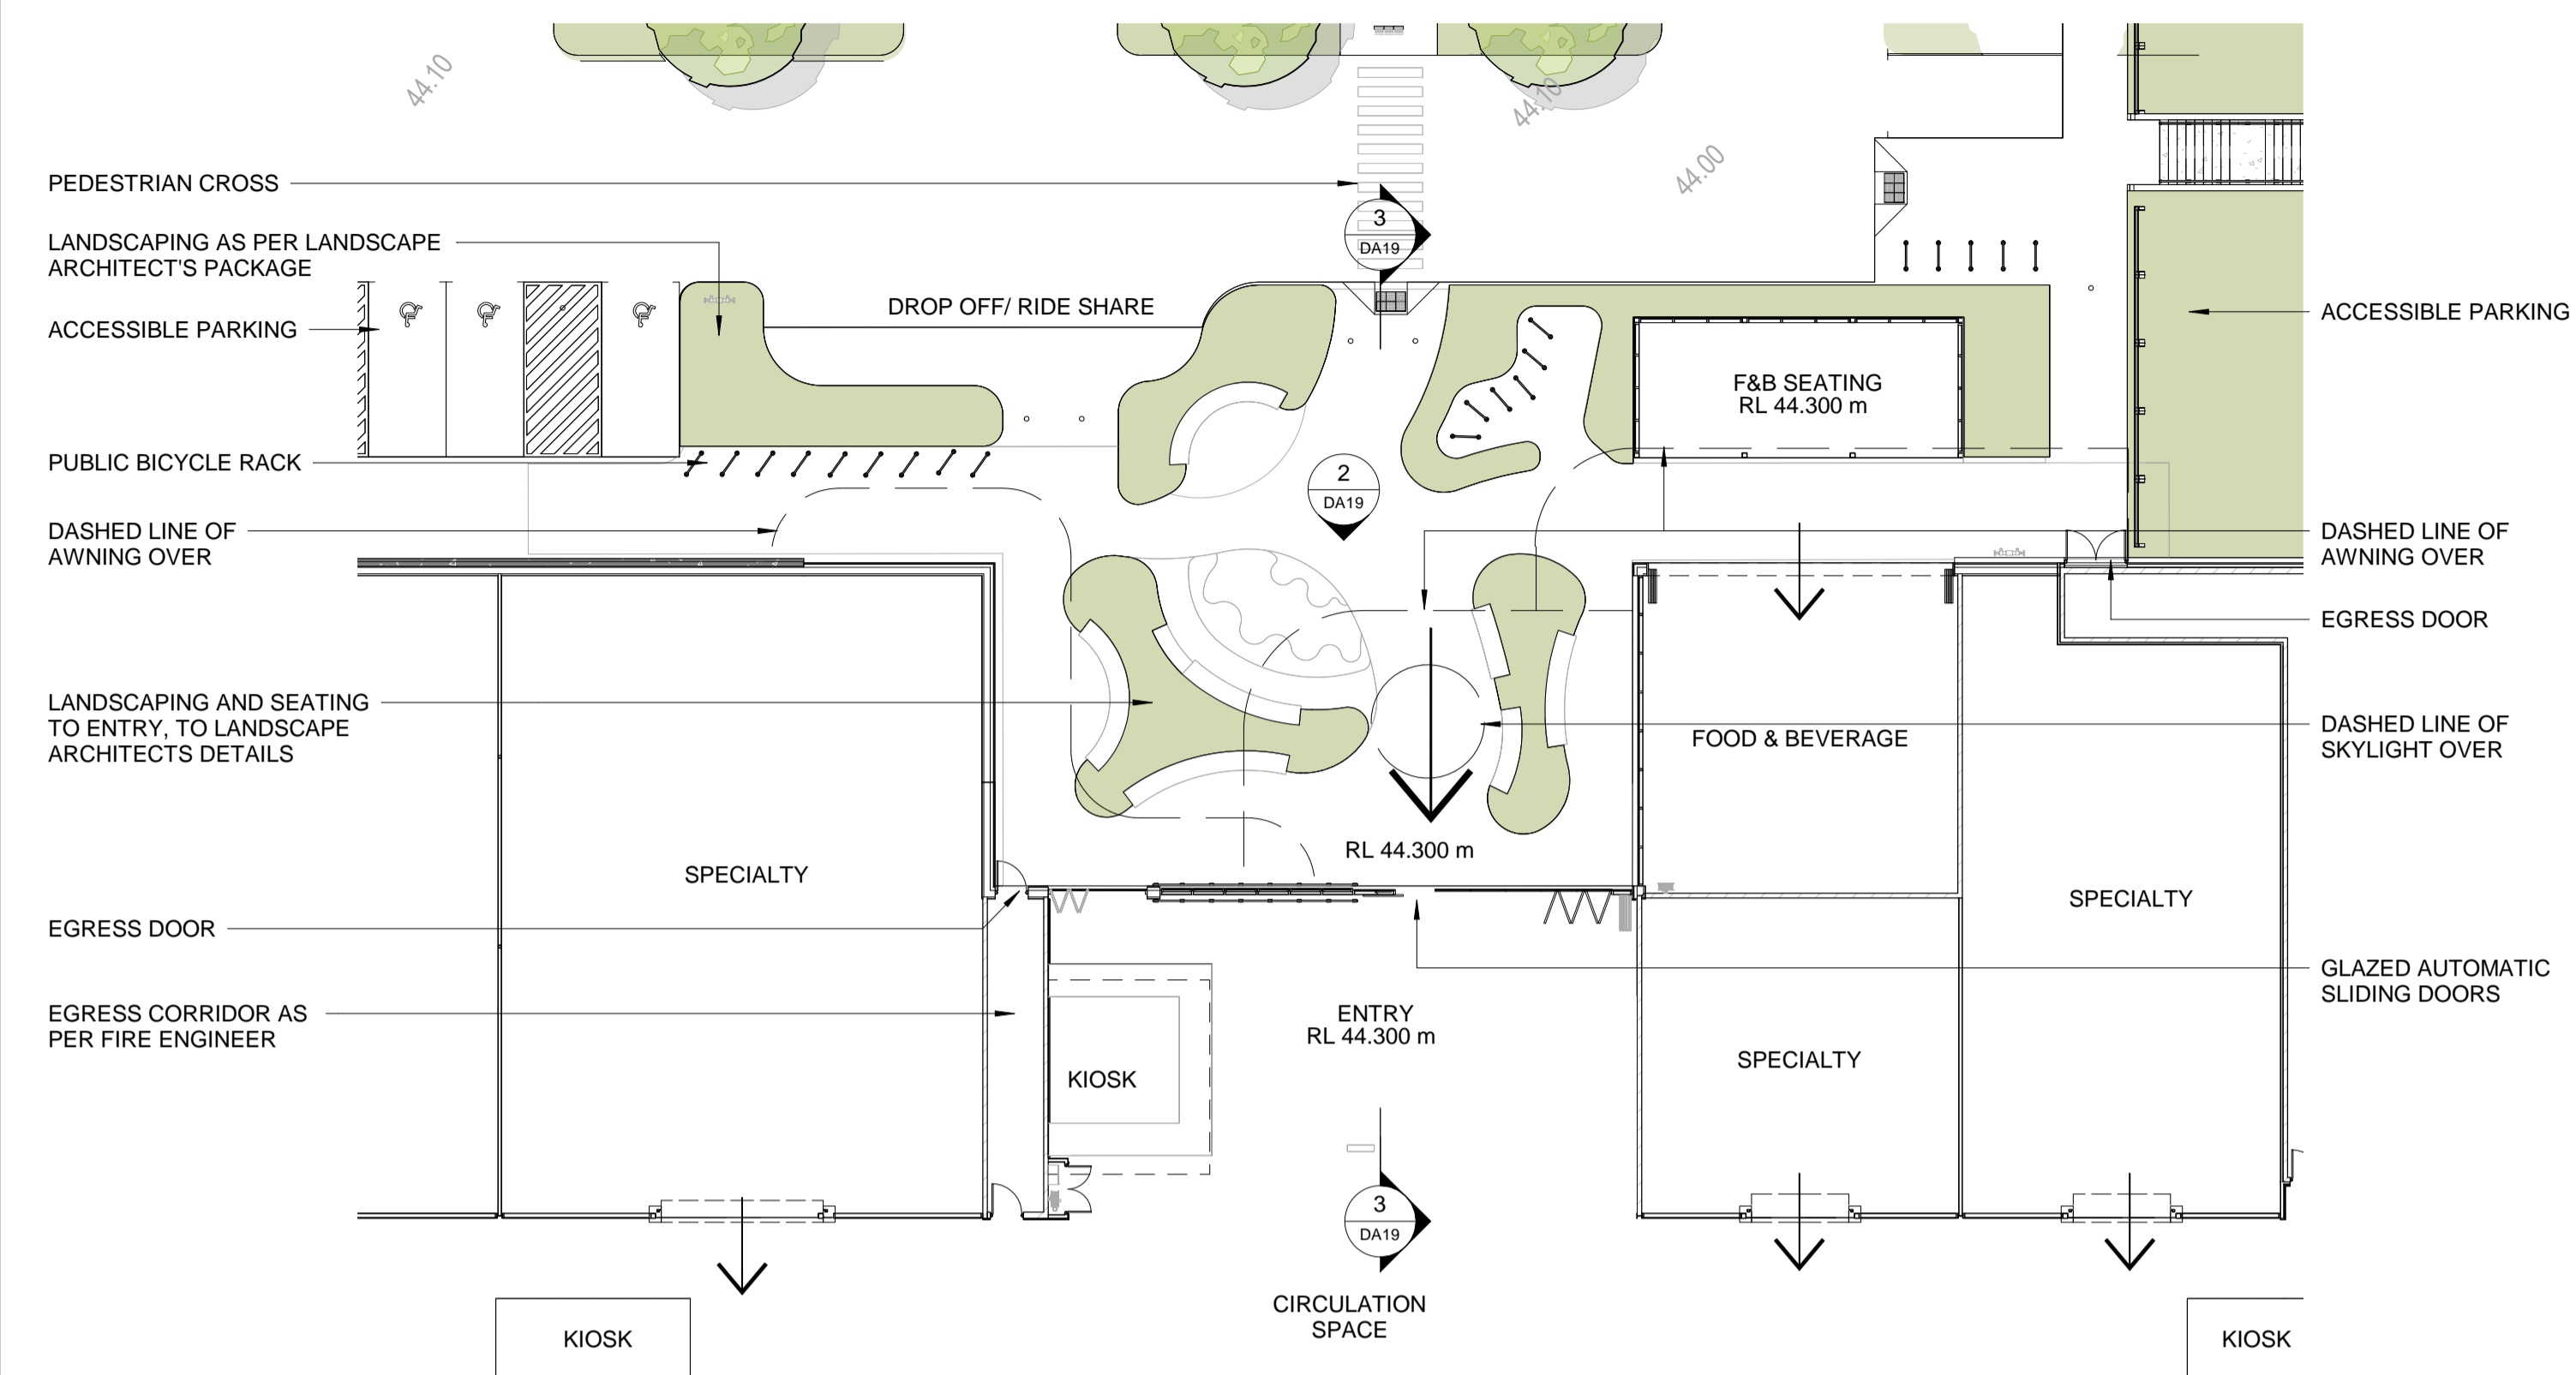 44.10
44.10
44.00
PEDESTRIAN CROSS
3
DA19
LANDSCAPING AS PER LANDSCAPE
ARCHITECT'S PACKAGE
DROP OFF/ RIDE SHARE
ACCESSIBLE PARKING
ACCESSIBLE PARKING
F&B SEATING
RL 44.300 m
PUBLIC BICYCLE RACK
2
DA19
DASHED LINE OF
AWNING OVER
DASHED LINE OF
AWNING OVER
EGRESS DOOR
LANDSCAPING AND SEATING
TO ENTRY, TO LANDSCAPE
ARCHITECTS DETAILS
FOOD & BEVERAGE
DASHED LINE OF
SKYLIGHT OVER
RL 44.300 m
SPECIALTY
SPECIALTY
EGRESS DOOR
GLAZED AUTOMATIC
SLIDING DOORS
EGRESS CORRIDOR AS
PER FIRE ENGINEER
ENTRY
RL 44.300 m
KIOSK
SPECIALTY
3
DA19
CIRCULATION
SPACE
KIOSK
KIOSK